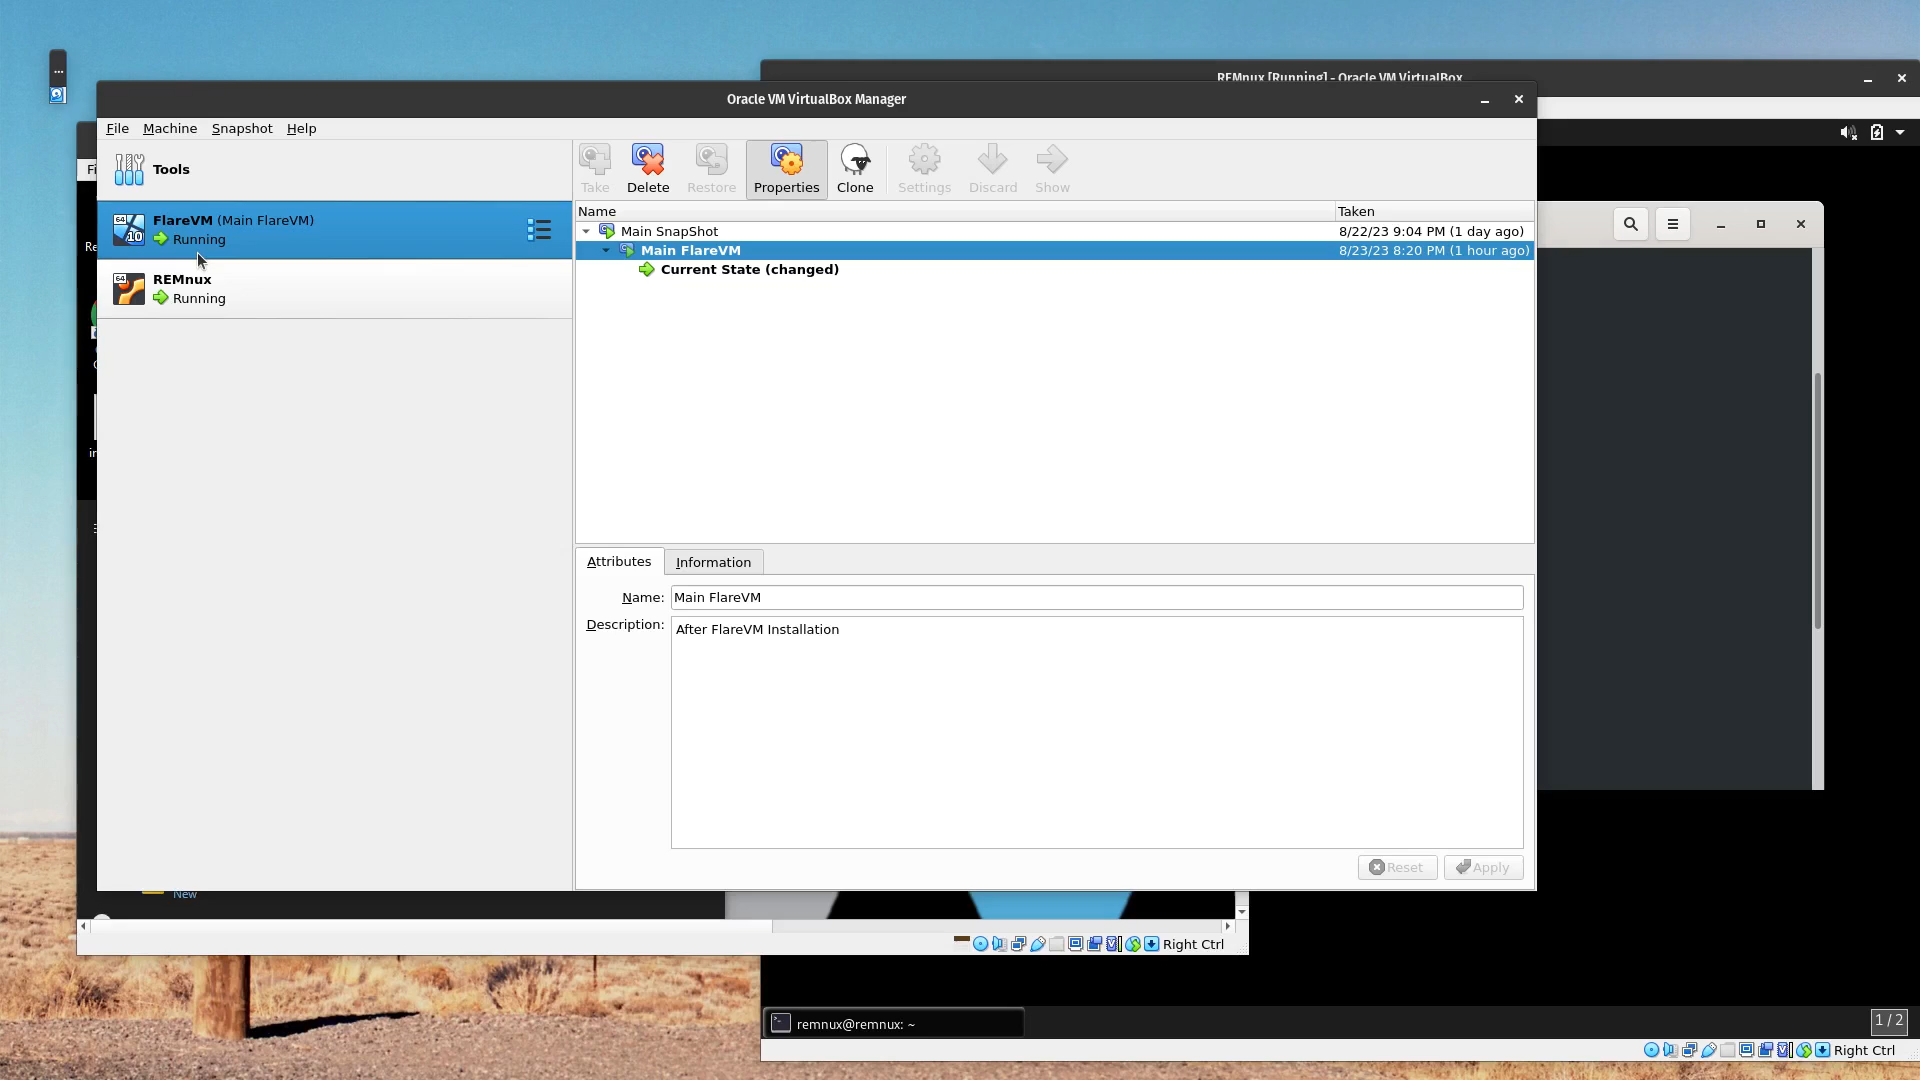 ...
REMnux [Running] - Oracle VM VirtualBox
Oracle VM VirtualBox Manager
File Machine Snapshot Help
Tools
Take Delete Restore Properties Clone Settings Discard Show
Name Taken
FlareVM (Main FlareVM)
Running
REMnux
Running
64
10
64
Main SnapShot 8/22/23 9:04 PM (1 day ago)
Main FlareVM 8/23/23 8:20 PM (1 hour ago)
Current State (changed)
Attributes Information
Name: Main FlareVM
Description: After FlareVM Installation
Reset Apply
New
Right Ctrl
remnux@remnux: ~
1 / 2
Right Ctrl